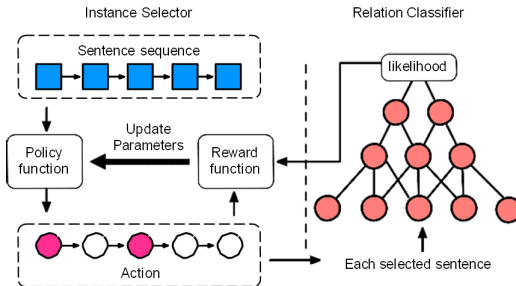 Instance Selector
Relation Classifier
Sentence sequence
likelihood
Update
Parameters
Policy
function
Reward
function
Action
Each selected sentence